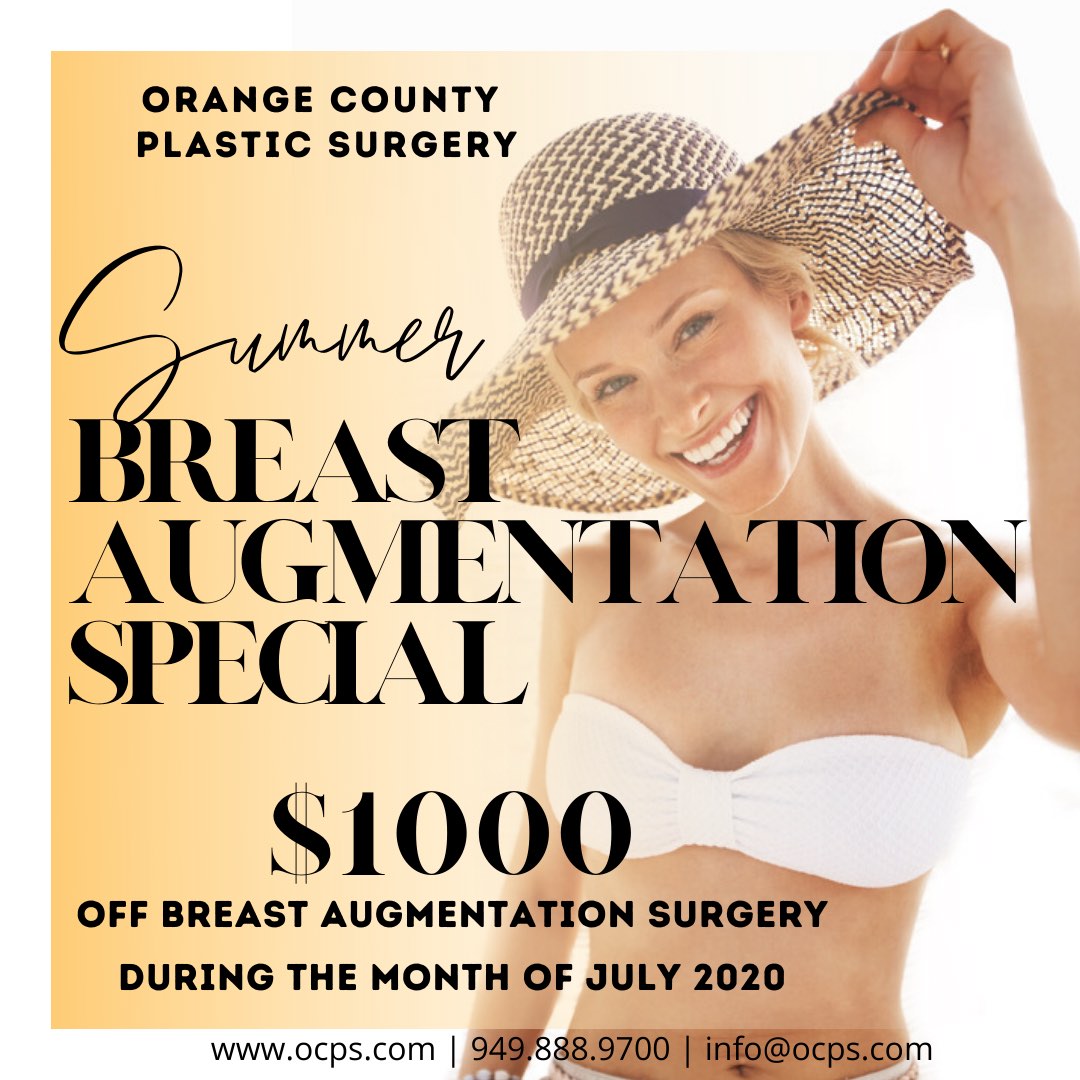 ORANGE COUNTY
PLASTIC SURGERY
Summer
BREAST
AUGMENTATION
SPECIAL
$1000
OFF BREAST AUGMENTATION SURGERY
DURING THE MONTH OF JULY 2020
www.ocps.com | 949.888.9700 | info@ocps.com